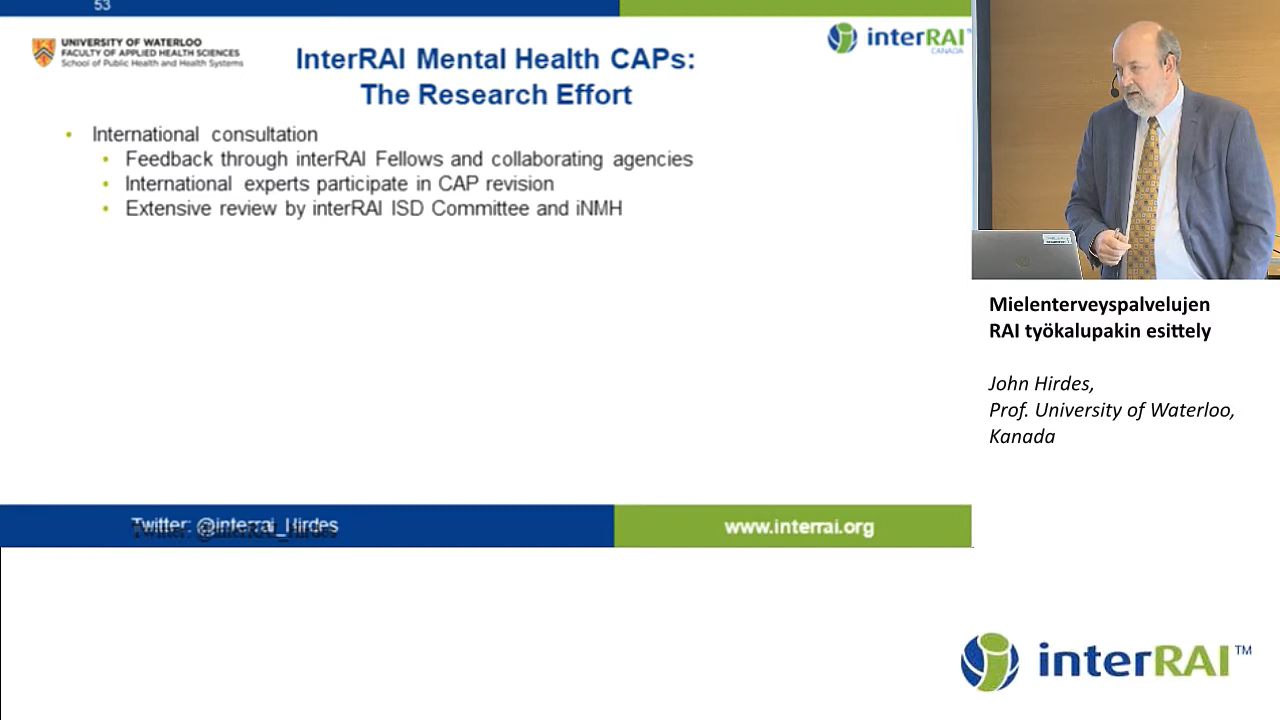 53
UNIVERSITY OF WATERLOO
FACULTY OF APPLIED HEALTH SCIENCES
School of Public Health and Health Systems
interRAI
CANADA
InterRAI Mental Health CAPs:
The Research Effort
• International consultation
• Feedback through interRAI Fellows and collaborating agencies
• International experts participate in CAP revision
• Extensive review by interRAI ISD Committee and iNMH
Twitter: @interrai_Hirdes
Twitter: @interRAI_Hirdes
www.interrai.org
Mielenterveyspalvelujen
RAI työkalupakin esittely
John Hirdes,
Prof. University of Waterloo,
Kanada
interRAI™